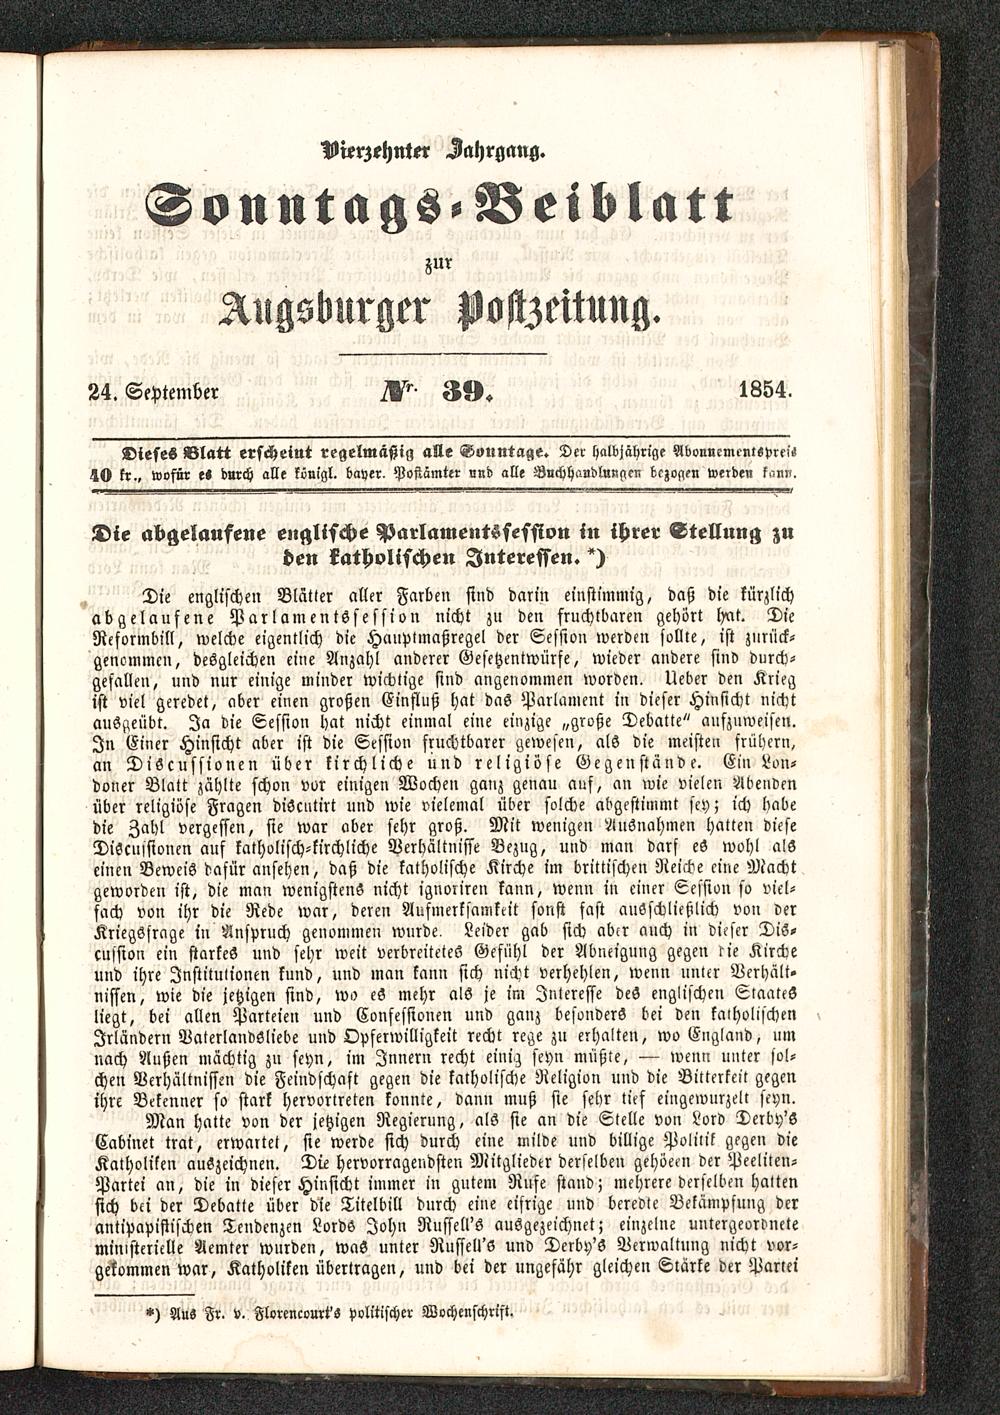 Vierzehnter Jahrgang.
Sonntags-Beiblatt
zur
Augsburger Postzeitung.
24. September Nr. 39. 1854.
Dieses Blatt erscheint regelmäßig alle Sonntage. Der halbjährige Abonnementspreis
40 kr., wofür es durch alle königl. bayer. Postämter und alle Buchhandlungen bezogen werden kann.
Die abgelaufene englische Parlamentssession in ihrer Stellung zu
den katholischen Interessen. *)
Die englischen Blätter aller Farben sind darin einstimmig, daß die kürzlich
abgelaufene Parlamentssession nicht zu den fruchtbaren gehört hat. Die
Reformbill, welche eigentlich die Hauptmaßregel der Session werden sollte, ist zurück-
genommen, desgleichen eine Anzahl anderer Gesetzentwürfe, wieder andere sind durch-
gefallen, und nur einige minder wichtige sind angenommen worden. Ueber den Krieg
ist viel geredet, aber einen großen Einfluß hat das Parlament in dieser Hinsicht nicht
ausgeübt. Ja die Session hat nicht einmal eine einzige „große Debatte“ aufzuweisen.
In Einer Hinsicht aber ist die Session fruchtbarer gewesen, als die meisten frühern,
an Discussionen über kirchliche und religiöse Gegenstände. Ein Lon-
doner Blatt zählte schon vor einigen Wochen ganz genau auf, an wie vielen Abenden
über religiöse Fragen discutirt und wie vielemal über solche abgestimmt sey; ich habe
die Zahl vergessen, sie war aber sehr groß. Mit wenigen Ausnahmen hatten diese
Discussionen auf katholisch-kirchliche Verhältnisse Bezug, und man darf es wohl als
einen Beweis dafür ansehen, daß die katholische Kirche im brittischen Reiche eine Macht
geworden ist, die man wenigstens nicht ignoriren kann, wenn in einer Session so viel-
fach von ihr die Rede war, deren Aufmerksamkeit sonst fast ausschließlich von der
Kriegsfrage in Anspruch genommen wurde. Leider gab sich aber auch in dieser Dis-
cussion ein starkes und sehr weit verbreitetes Gefühl der Abneigung gegen die Kirche
und ihre Institutionen kund, und man kann sich nicht verhehlen, wenn unter Verhält-
nissen, wie die jetzigen sind, wo es mehr als je im Interesse des englischen Staates
liegt, bei allen Parteien und Confessionen und ganz besonders bei den katholischen
Irländern Vaterlandsliebe und Opferwilligkeit recht rege zu erhalten, wo England, um
nach Außen mächtig zu seyn, im Innern recht einig seyn müßte, — wenn unter sol-
chen Verhältnissen die Feindschaft gegen die katholische Religion und die Bitterkeit gegen
ihre Bekenner so stark hervortreten konnte, dann muß sie sehr tief eingewurzelt seyn.
Man hatte von der jetzigen Regierung, als sie an die Stelle von Lord Derby's
Cabinet trat, erwartet, sie werde sich durch eine milde und billige Politik gegen die
Katholiken auszeichnen. Die hervorragendsten Mitglieder derselben gehöeen der Peeliten-
Partei an, die in dieser Hinsicht immer in gutem Rufe stand; mehrere derselben hatten
sich bei der Debatte über die Titelbill durch eine eifrige und beredte Bekämpfung der
antipapistischen Tendenzen Lords John Russell's ausgezeichnet; einzelne untergeordnete
ministerielle Aemter wurden, was unter Russell's und Derby's Verwaltung nicht vor-
gekommen war, Katholiken übertragen, und bei der ungefähr gleichen Stärke der Partei
*) Aus Fr. v. Florencourt's politischer Wochenschrift.